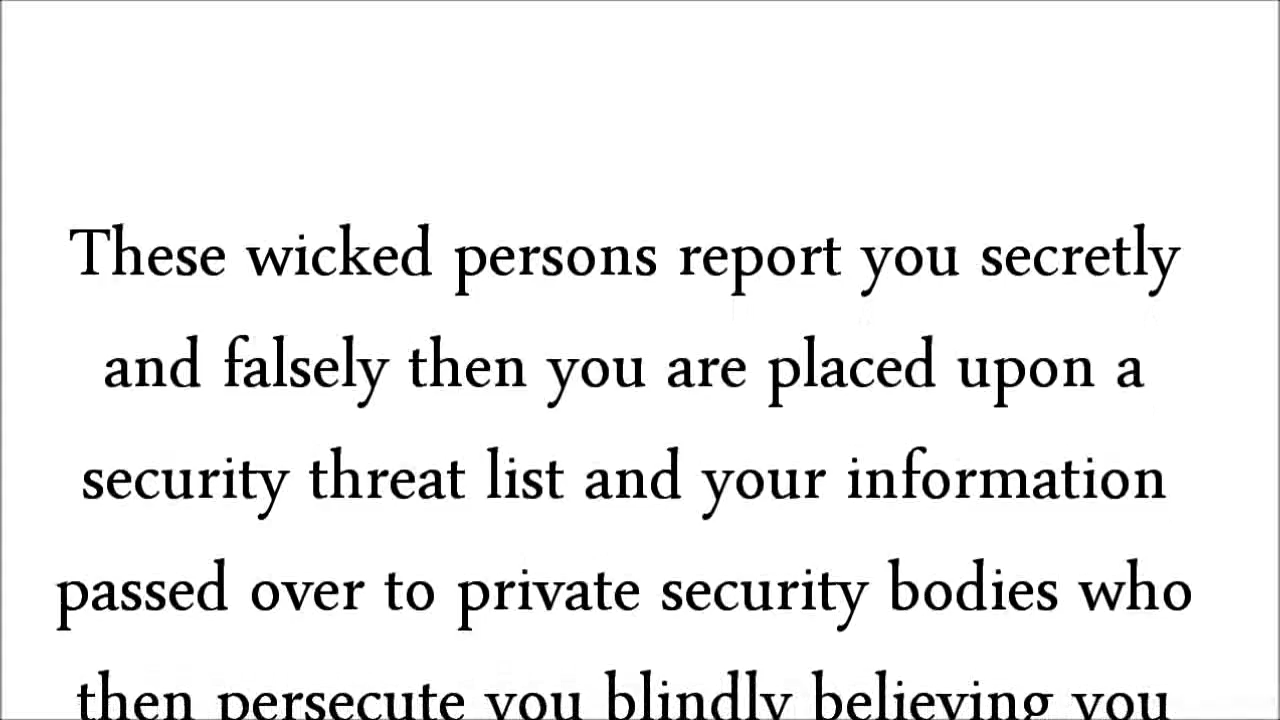 These wicked persons report you secretly
and falsely then you are placed upon a
security threat list and your information
passed over to private security bodies who
then persecute you blindly believing you